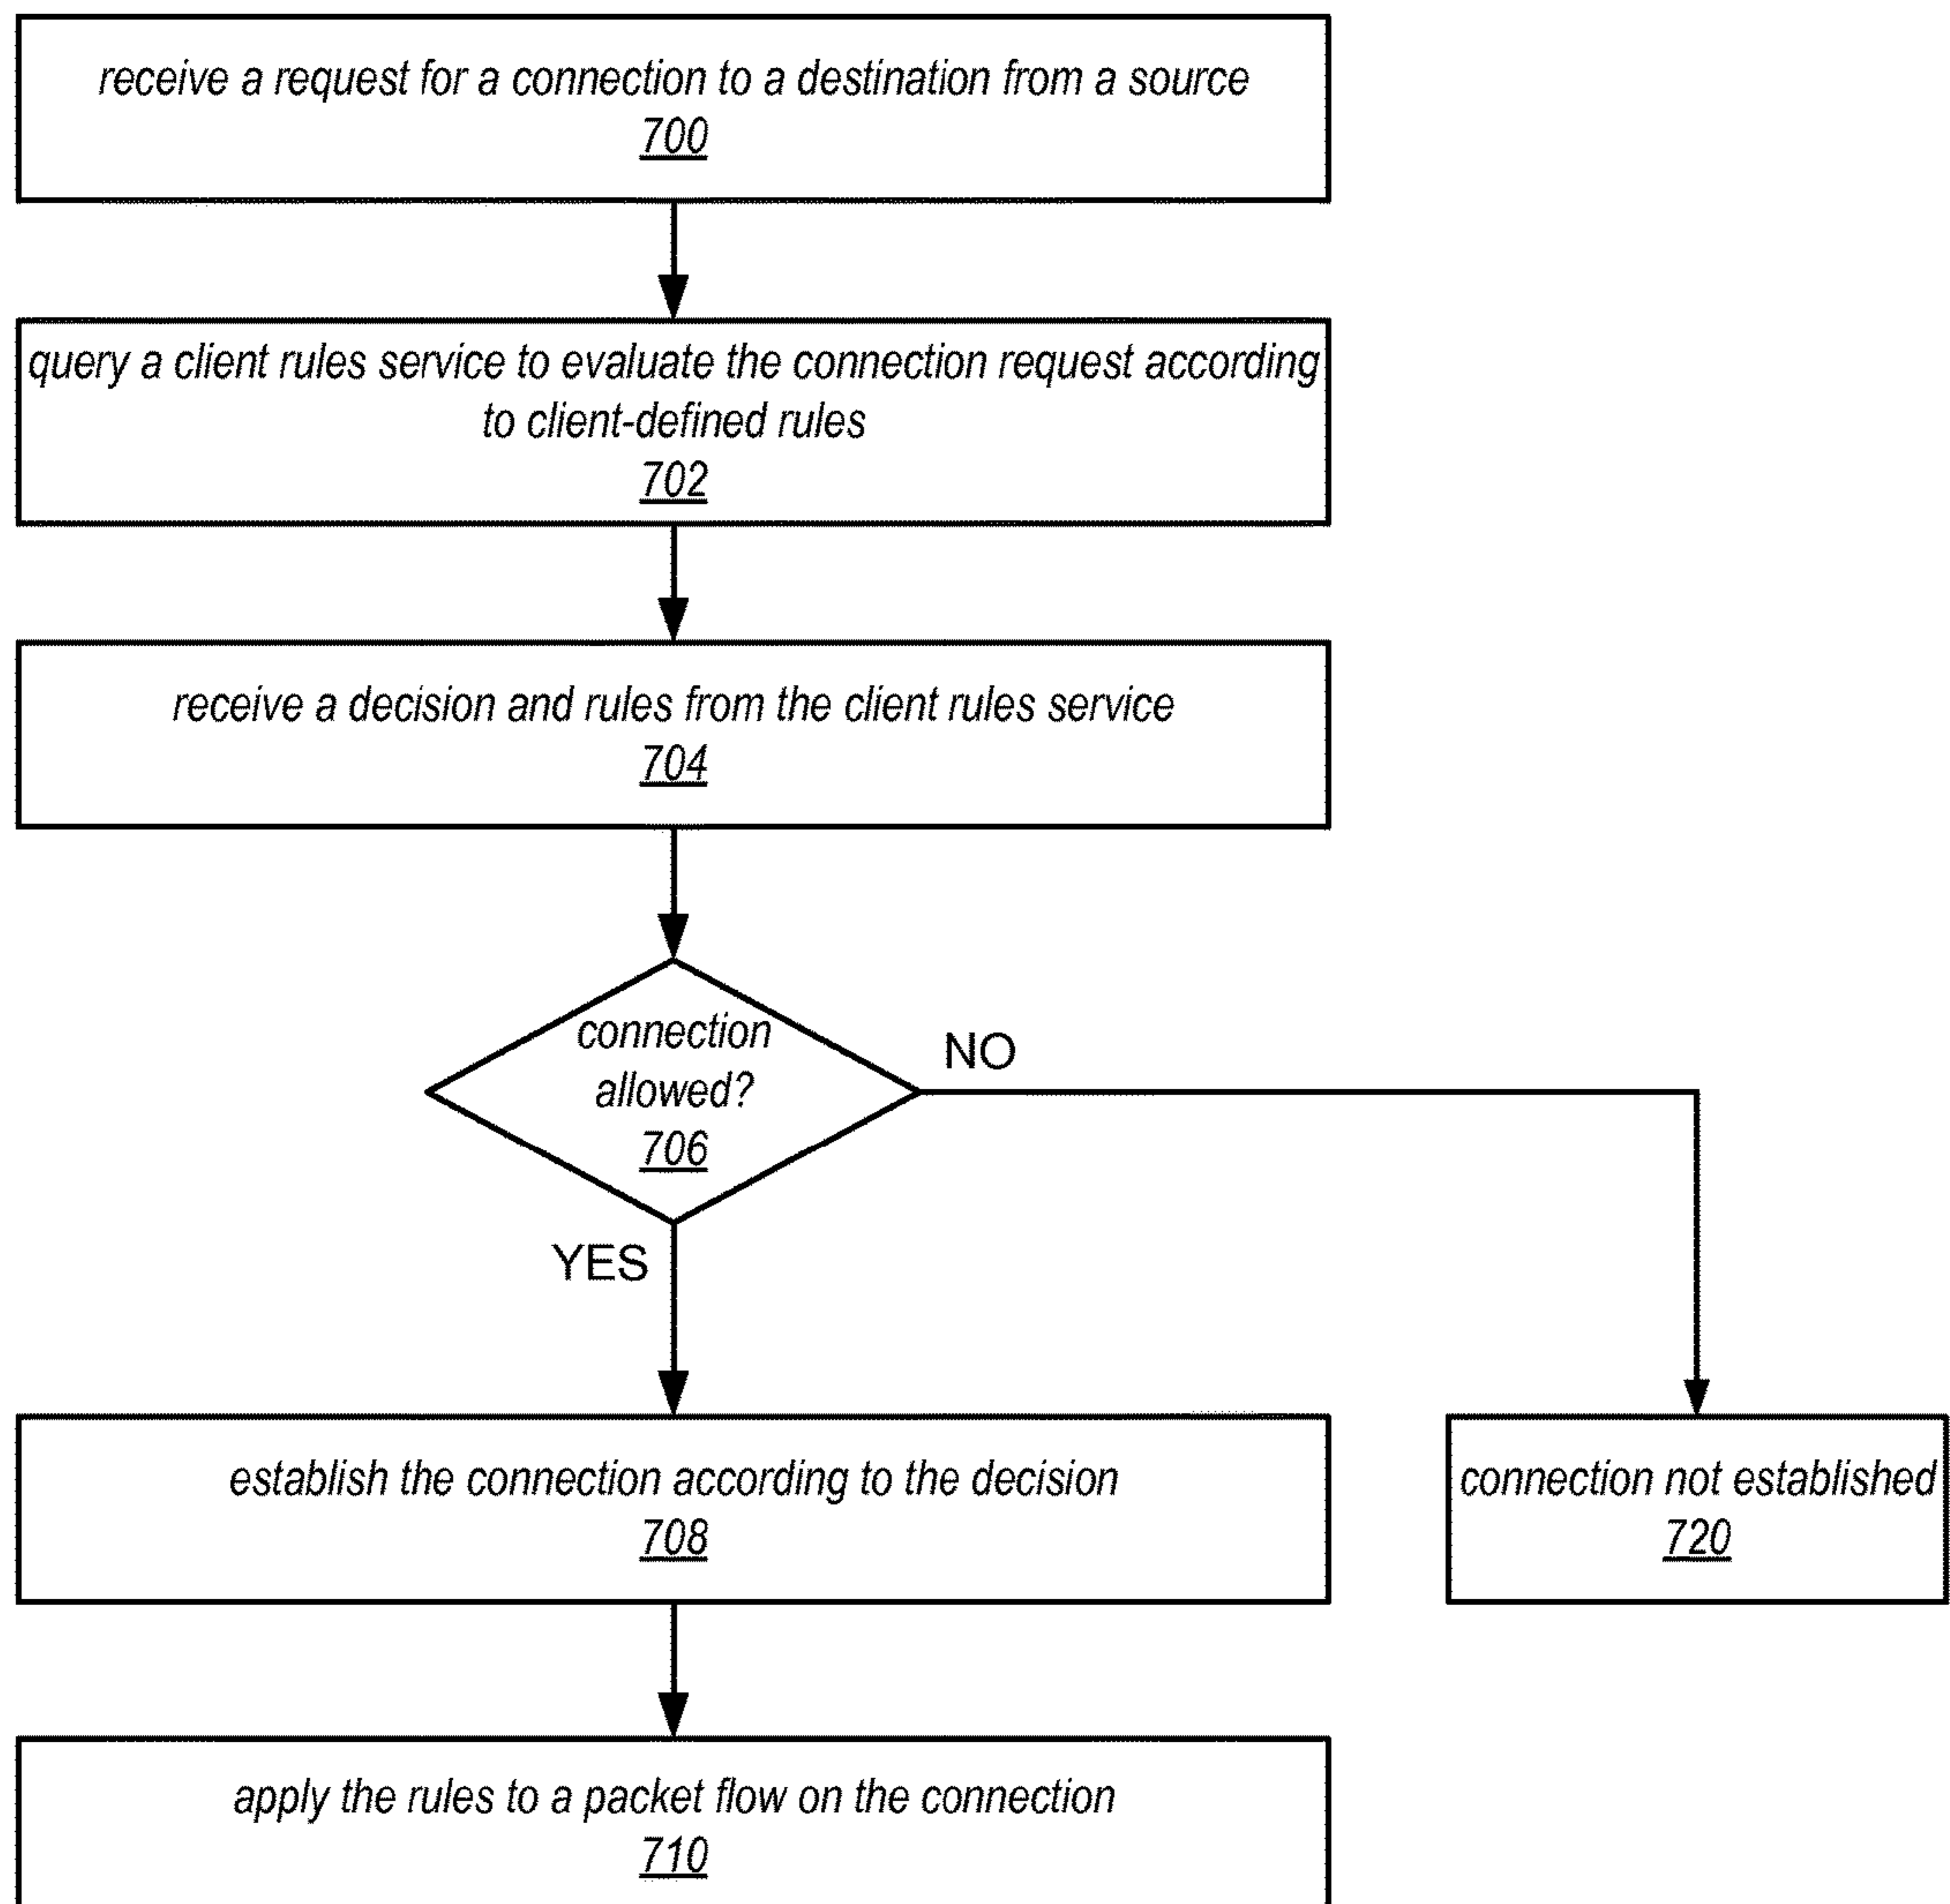 receive a request for a connection to a destination from a source
700
query a client rules service to evaluate the connection request according
to client-defined rules
702
receive a decision and rules from the client rules service
704
connection
allowed?
706
NO
YES
establish the connection according to the decision
708
connection not established
720
apply the rules to a packet flow on the connection
710